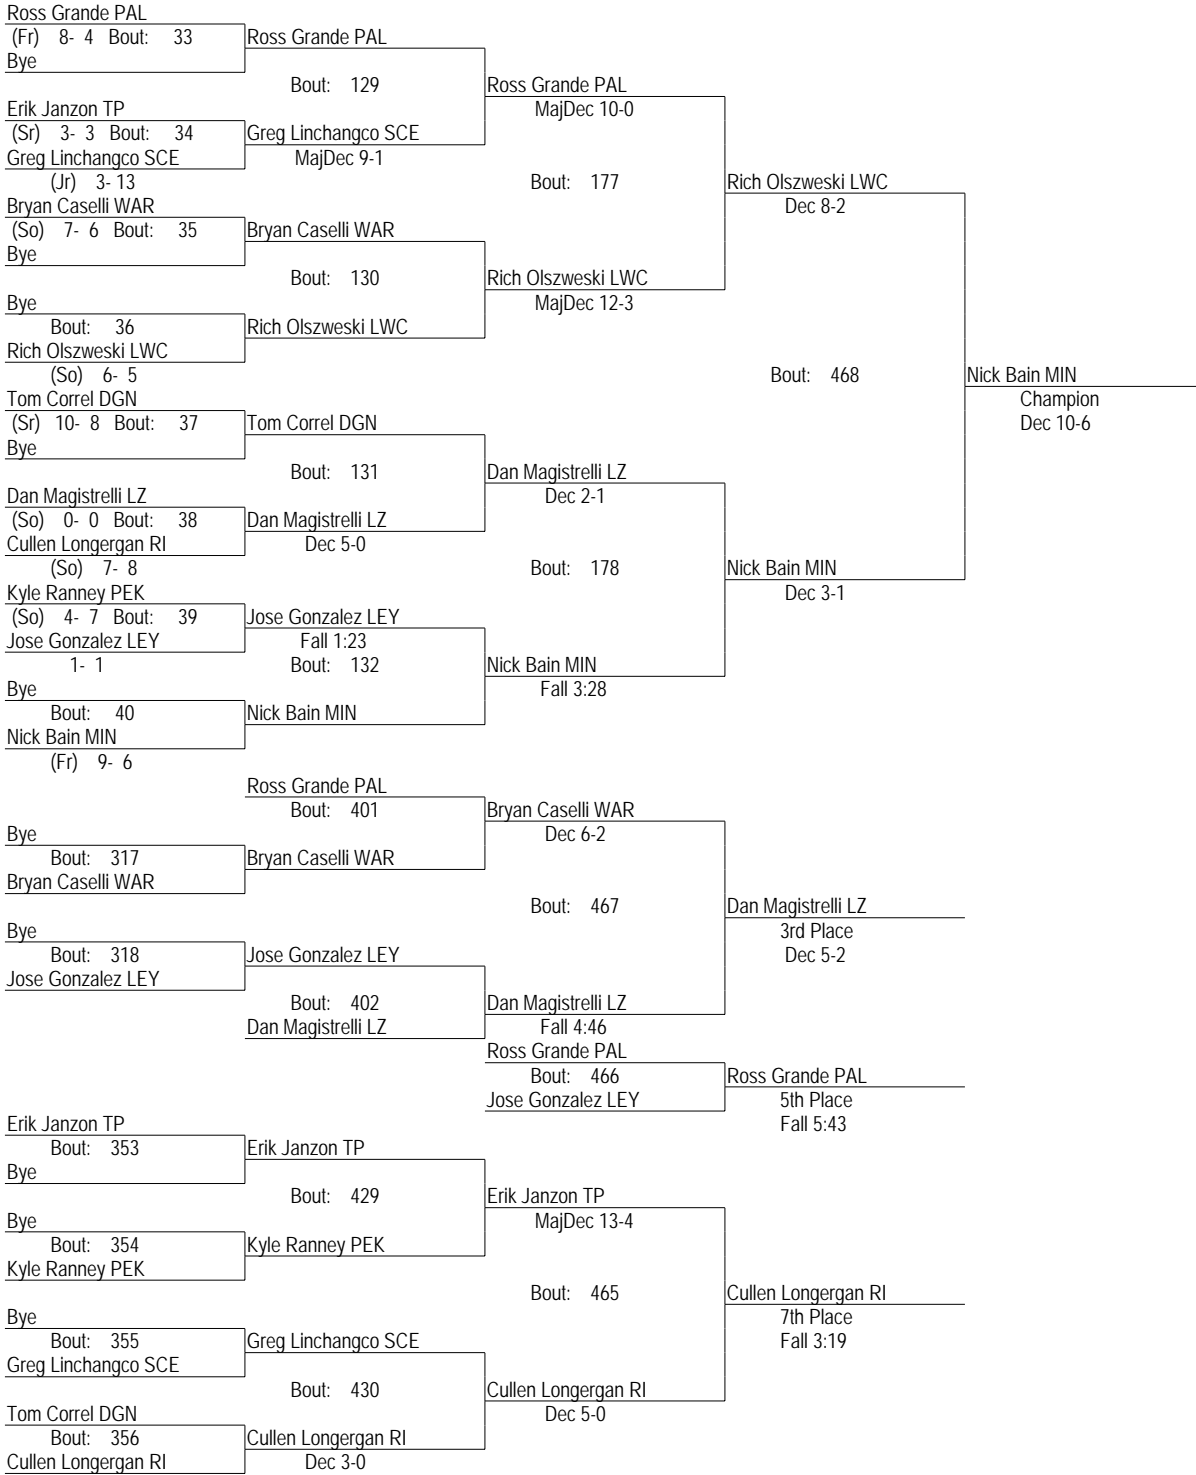 Ross Grande PAL
(Fr) 8- 4 Bout: 33 Ross Grande PAL
Bye
Bout: 129 Ross Grande PAL
Erik Janzon TP MajDec 10-0
(Sr) 3- 3 Bout: 34 Greg Linchangco SCE
Greg Linchangco SCE MajDec 9-1
(Jr) 3- 13 Bout: 177 Rich Olszweski LWC
Bryan Caselli WAR Dec 8-2
(So) 7- 6 Bout: 35 Bryan Caselli WAR
Bye
Bout: 130 Rich Olszweski LWC
Bye MajDec 12-3
Bout: 36 Rich Olszweski LWC
Rich Olszweski LWC
(So) 6- 5 Bout: 468 Nick Bain MIN
Tom Correl DGN Champion
(Sr) 10- 8 Bout: 37 Tom Correl DGN Dec 10-6
Bye
Bout: 131 Dan Magistrelli LZ
Dan Magistrelli LZ Dec 2-1
(So) 0- 0 Bout: 38 Dan Magistrelli LZ
Cullen Longergan RI Dec 5-0
(So) 7- 8 Bout: 178 Nick Bain MIN
Kyle Ranney PEK Dec 3-1
(So) 4- 7 Bout: 39 Jose Gonzalez LEY
Jose Gonzalez LEY Fall 1:23
1- 1 Bout: 132 Nick Bain MIN
Bye Fall 3:28
Bout: 40 Nick Bain MIN
Nick Bain MIN
(Fr) 9- 6
Ross Grande PAL
Bout: 401 Bryan Caselli WAR
Bye Dec 6-2
Bout: 317 Bryan Caselli WAR
Bryan Caselli WAR
Bout: 467 Dan Magistrelli LZ
Bye 3rd Place
Bout: 318 Jose Gonzalez LEY Dec 5-2
Jose Gonzalez LEY
Bout: 402 Dan Magistrelli LZ
Dan Magistrelli LZ Fall 4:46
Ross Grande PAL
Bout: 466 Ross Grande PAL
Jose Gonzalez LEY 5th Place
Erik Janzon TP Fall 5:43
Bout: 353 Erik Janzon TP
Bye
Bout: 429 Erik Janzon TP
Bye MajDec 13-4
Bout: 354 Kyle Ranney PEK
Kyle Ranney PEK
Bout: 465 Cullen Longergan RI
Bye 7th Place
Bout: 355 Greg Linchangco SCE Fall 3:19
Greg Linchangco SCE
Bout: 430 Cullen Longergan RI
Tom Correl DGN Dec 5-0
Bout: 356 Cullen Longergan RI
Cullen Longergan RI Dec 3-0